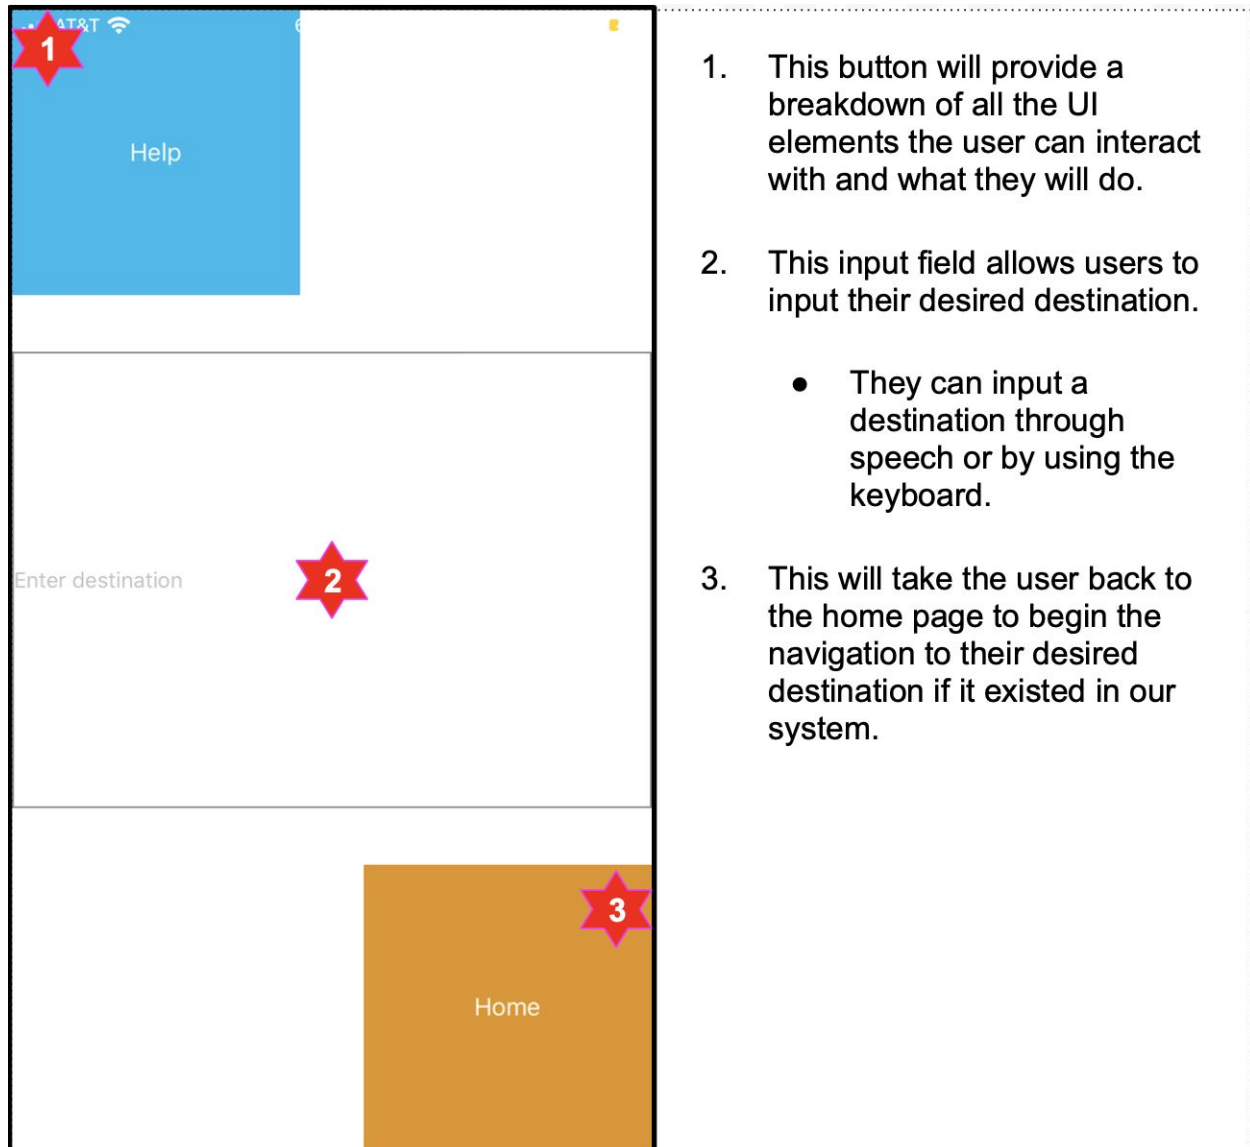 AT&T
1
Help
Enter destination
2
3
Home
1. This button will provide a
breakdown of all the UI
elements the user can interact
with and what they will do.
2. This input field allows users to
input their desired destination.
● They can input a
destination through
speech or by using the
keyboard.
3. This will take the user back to
the home page to begin the
navigation to their desired
destination if it existed in our
system.